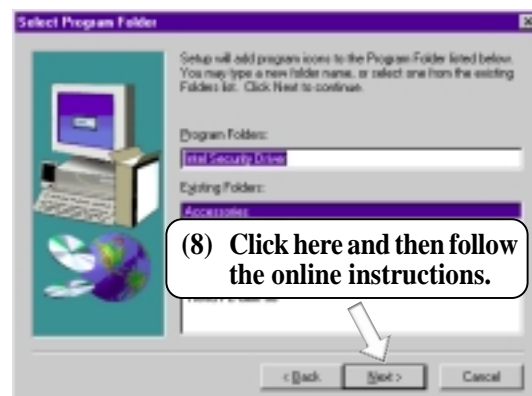 Select Program Folder
Setup will add program icons to the Program Folder listed below.
You may type a new folder name, or select one from the existing
Folders list. Click Next to continue.
Program Folders:
Intel Security Driver
Existing Folders:
Accessories
(8) Click here and then follow
the online instructions.
< Back
Next >
Cancel